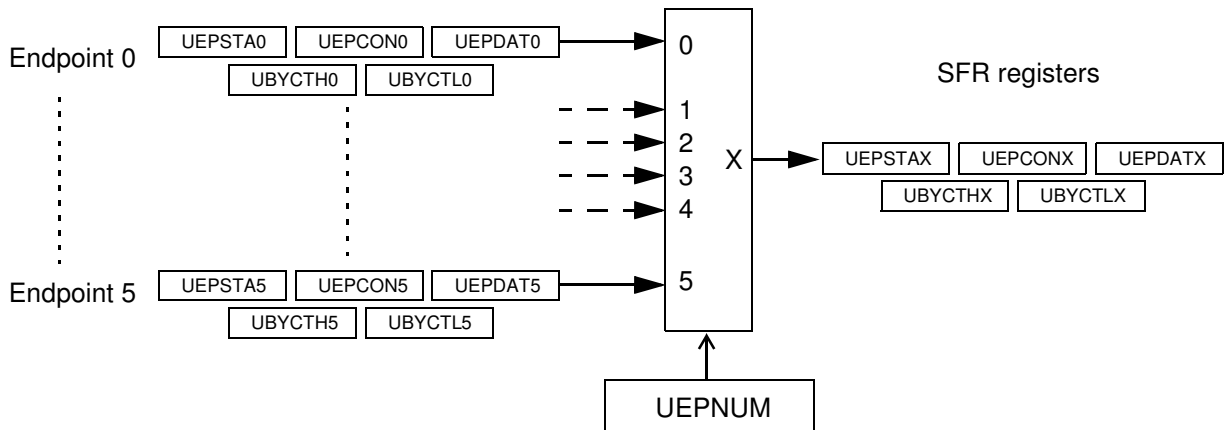 Endpoint 0
UEPSTA0 UEPCON0 UEPDAT0
UBYCTH0 UBYCTL0
0
1
2
3
4
5
X
SFR registers
UEPSTAX UEPCONX UEPDATX
UBYCTHX UBYCTLX
Endpoint 5
UEPSTA5 UEPCON5 UEPDAT5
UBYCTH5 UBYCTL5
UEPNUM